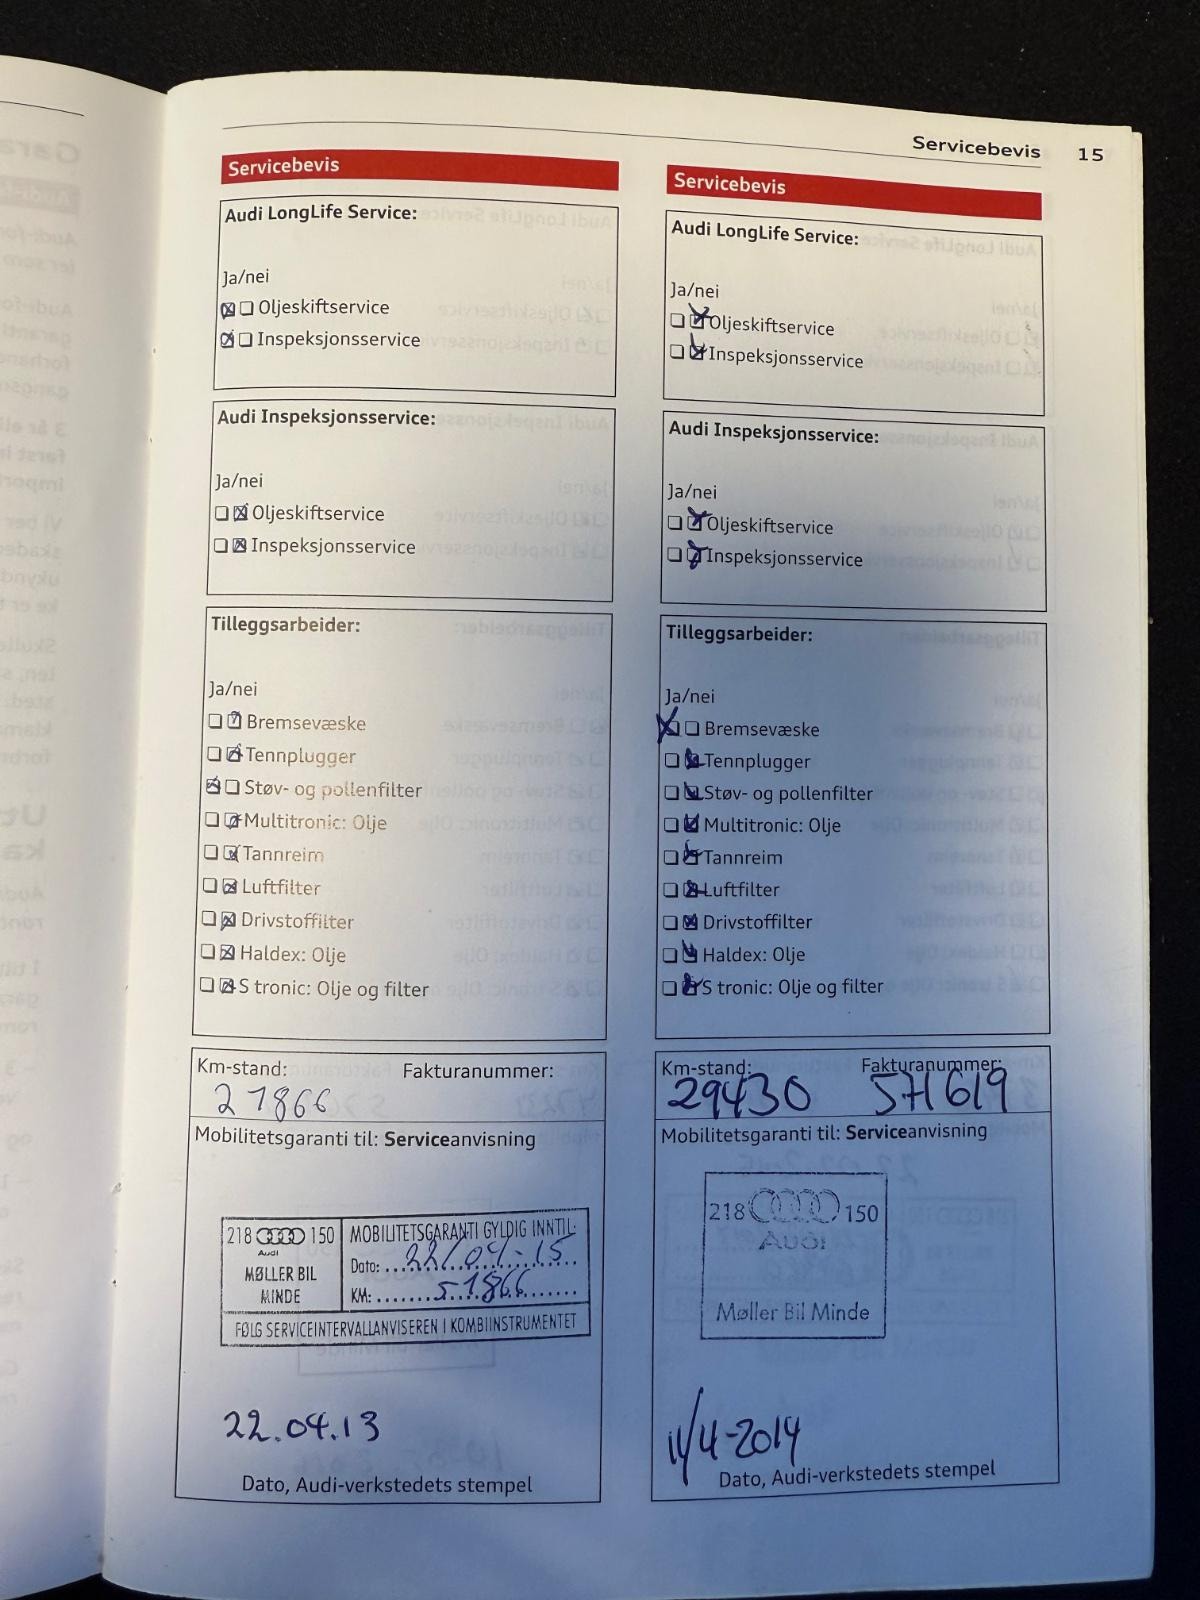 Servicebevis 15
Servicebevis
Audi LongLife Service:
Ja/nei
Oljeskiftservice
Inspeksjonsservice
Audi Inspeksjonsservice:
Ja/nei
Oljeskiftservice
Inspeksjonsservice
Tilleggsarbeider:
Ja/nei
Bremsevæske
Tennplugger
Støv- og pollenfilter
Multitronic: Olje
Tannreim
Luftfilter
Drivstoffilter
Haldex: Olje
S tronic: Olje og filter
Km-stand: Fakturanummer:
21866
Mobilitetsgaranti til: Serviceanvisning
218 150
Audi
MØLLER BIL
MINDE
MOBILITETSGARANTI GYLDIG INNTIL:
Dato: 22/04-15
KM: 51866
FØLG SERVICEINTERVALLANVISEREN I KOMBIINSTRUMENTET
22.04.13
Dato, Audi-verkstedets stempel
Servicebevis
Audi LongLife Service:
Ja/nei
Oljeskiftservice
Inspeksjonsservice
Audi Inspeksjonsservice:
Ja/nei
Oljeskiftservice
Inspeksjonsservice
Tilleggsarbeider:
Ja/nei
Bremsevæske
Tennplugger
Støv- og pollenfilter
Multitronic: Olje
Tannreim
Luftfilter
Drivstoffilter
Haldex: Olje
S tronic: Olje og filter
Km-stand: Fakturanummer:
29430 571619
Mobilitetsgaranti til: Serviceanvisning
218 150
Audi
Møller Bil Minde
11/4-2014
Dato, Audi-verkstedets stempel